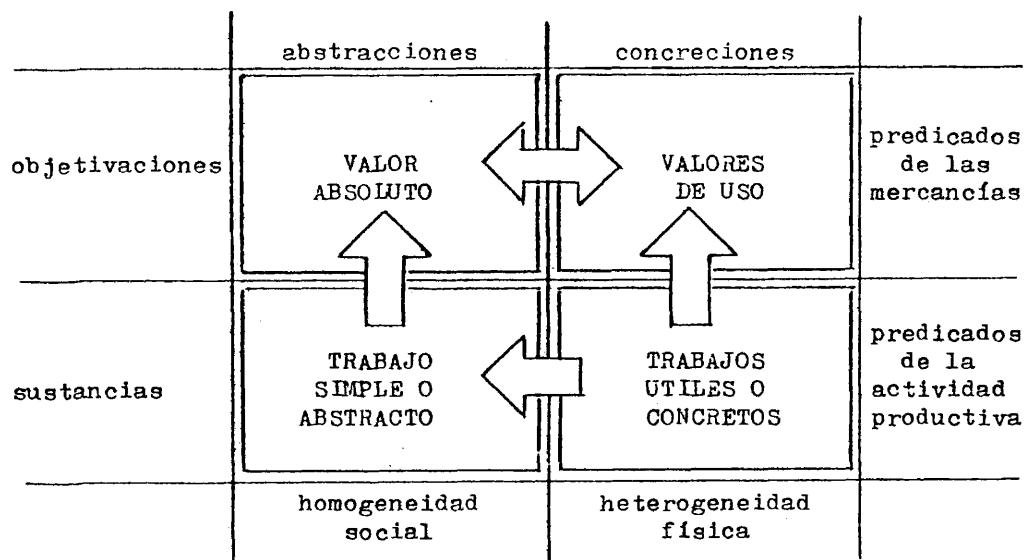 abstracciones
concreciones
objetivaciones
VALOR
ABSOLUTO
VALORES
DE USO
predicados
de las
mercancías
sustancias
TRABAJO
SIMPLE O
ABSTRACTO
TRABAJOS
UTILES O
CONCRETOS
predicados
de la
actividad
productiva
homogeneidad
social
heterogeneidad
física